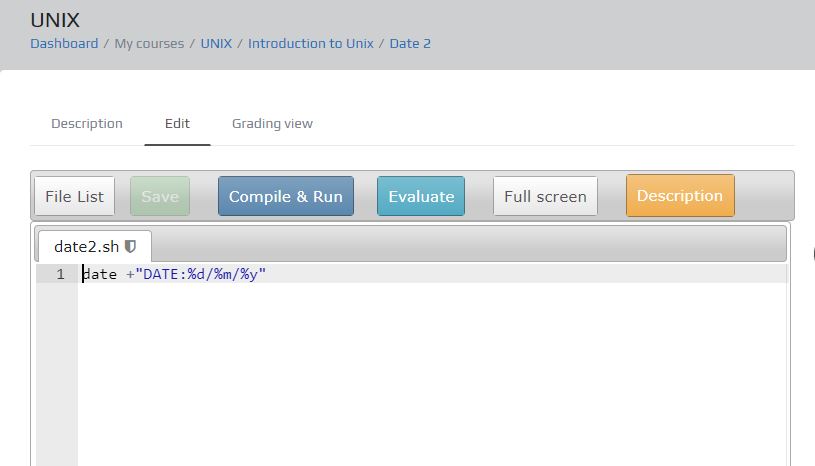 UNIX
Dashboard / My courses / UNIX / Introduction to Unix / Date 2
Description Edit Grading view
File List Save Compile & Run Evaluate Full screen Description
date2.sh
1 date +"DATE:%d/%m/%y"